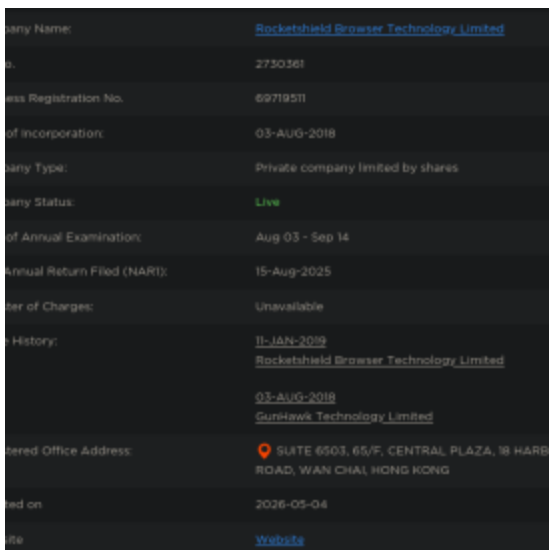 pany Name: Rocketshield Browser Technology Limited
o. 2730361
ess Registration No. 69719511
of Incorporation: 03-AUG-2018
pany Type: Private company limited by shares
pany Status: Live
of Annual Examination: Aug 03 - Sep 14
Annual Return Filed (NAR1): 15-Aug-2025
ter of Charges: Unavailable
e History: 11-JAN-2019
Rocketshield Browser Technology Limited
03-AUG-2018
GunHawk Technology Limited
tered Office Address: SUITE 6503, 65/F, CENTRAL PLAZA, 18 HARB
ROAD, WAN CHAI, HONG KONG
ted on 2026-05-04
ite Website